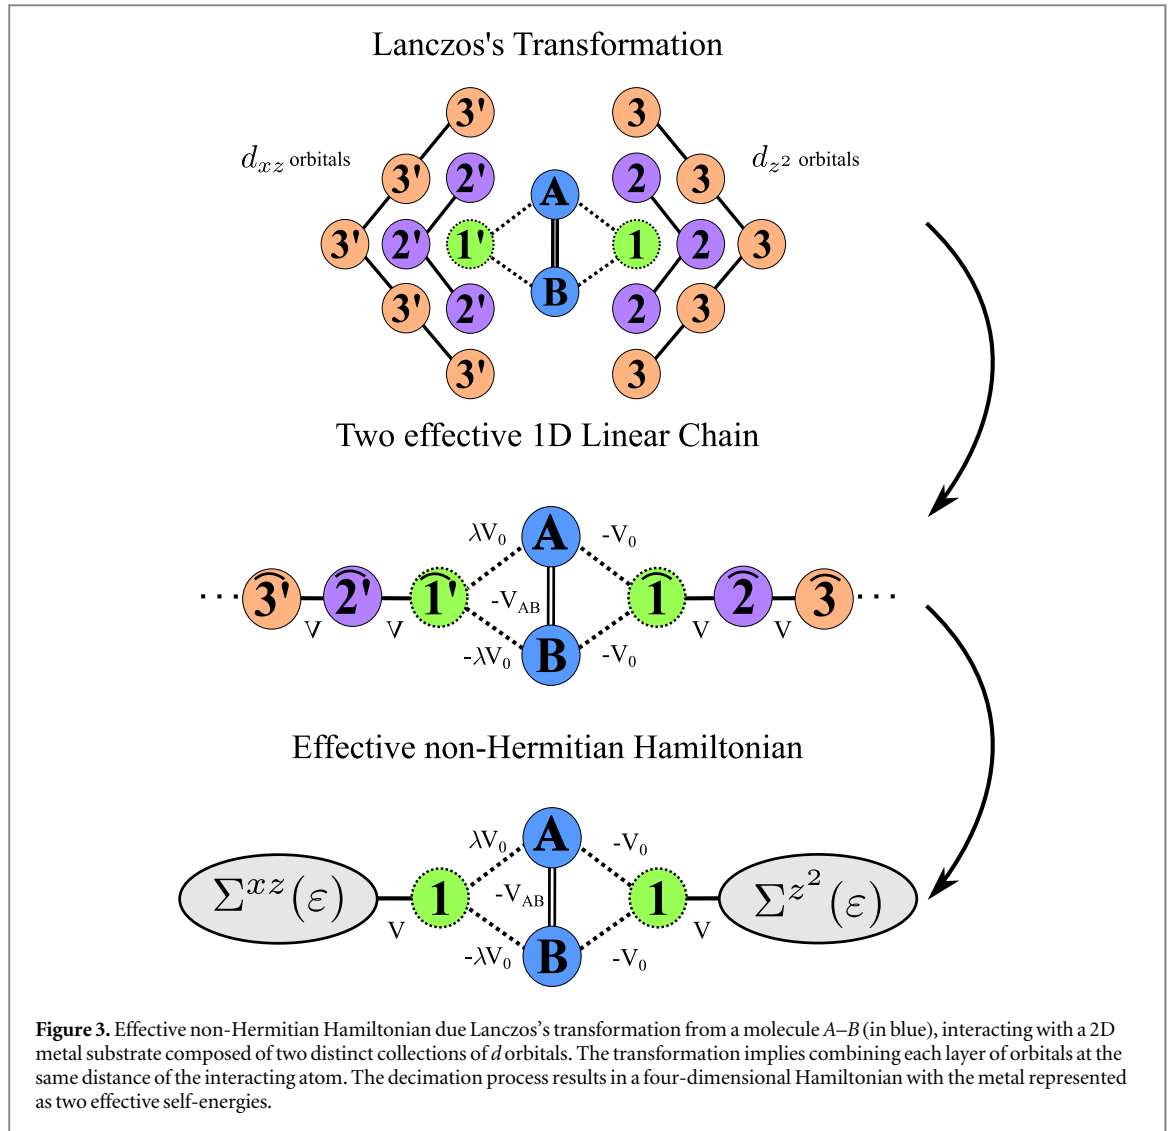 Lanczos's Transformation
3' 3
d_xz orbitals d_z² orbitals
3' 2' A 2 3
3' 2' 1' 1 2 3
B
3' 2' 2 3
3' 3
Two effective 1D Linear Chain
λV₀ A -V₀
... 3' 2' 1' -V_AB 1 2 3 ...
V V V V
-λV₀ B -V₀
Effective non-Hermitian Hamiltonian
λV₀ A -V₀
Σ^xz(ε) 1 -V_AB 1 Σ^z²(ε)
V V
-λV₀ B -V₀
Figure 3. Effective non-Hermitian Hamiltonian due Lanczos's transformation from a molecule A–B (in blue), interacting with a 2D
metal substrate composed of two distinct collections of d orbitals. The transformation implies combining each layer of orbitals at the
same distance of the interacting atom. The decimation process results in a four-dimensional Hamiltonian with the metal represented
as two effective self-energies.